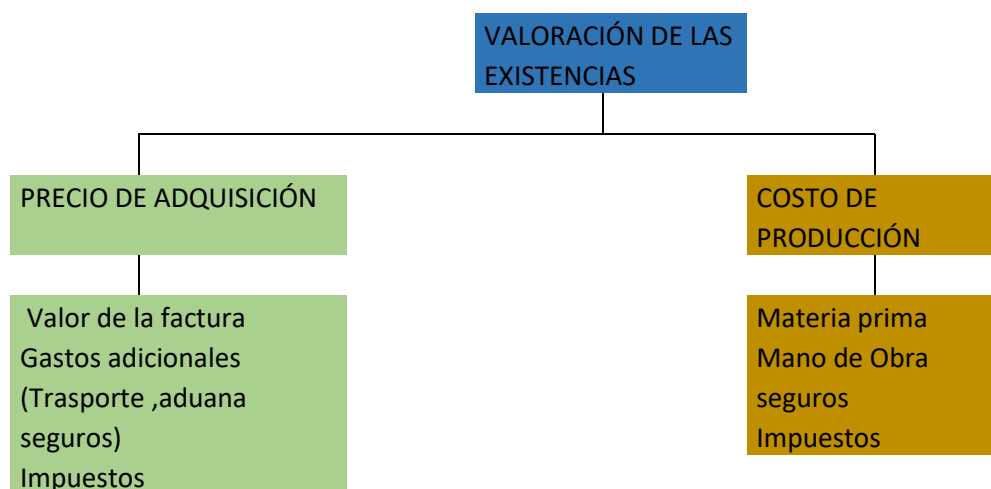 VALORACIÓN DE LAS
EXISTENCIAS
PRECIO DE ADQUISICIÓN
Valor de la factura
Gastos adicionales
(Trasporte ,aduana
seguros)
Impuestos
COSTO DE
PRODUCCIÓN
Materia prima
Mano de Obra
seguros
Impuestos